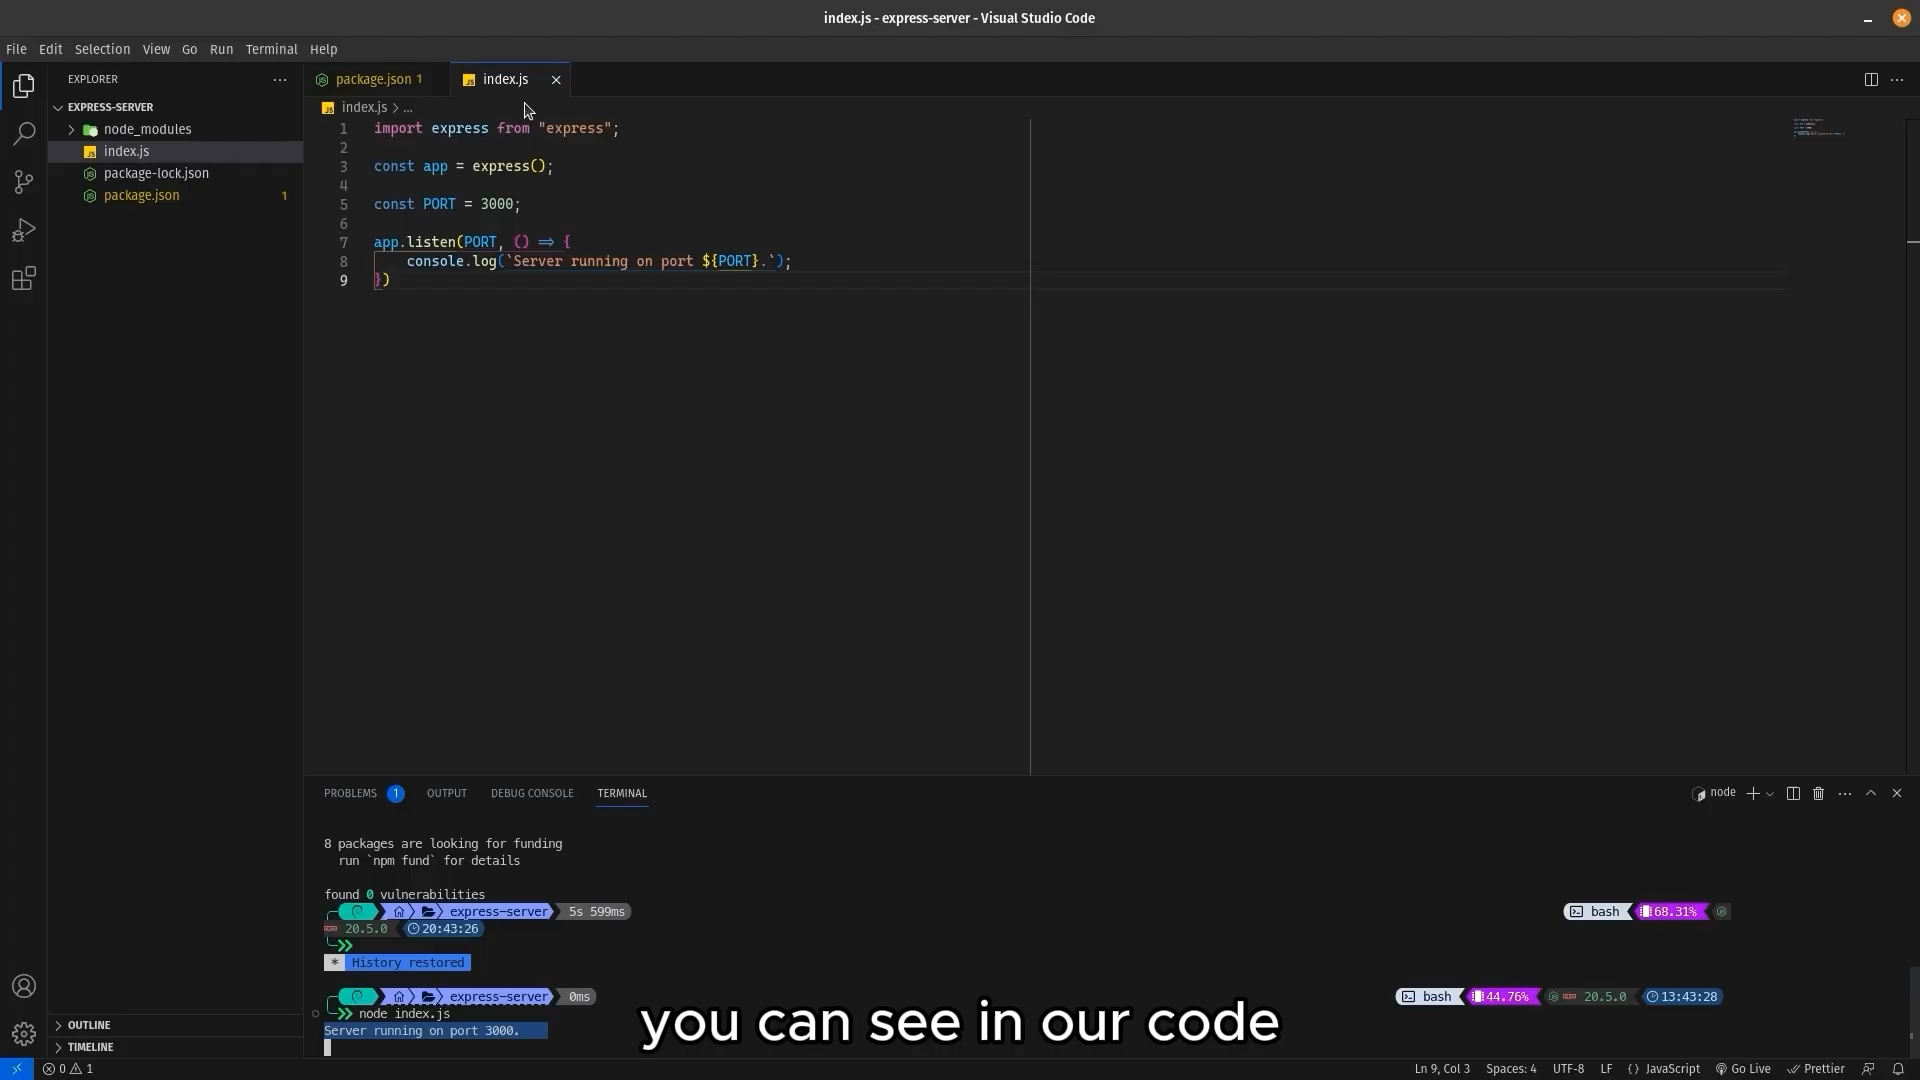 index.js - express-server - Visual Studio Code
File Edit Selection View Go Run Terminal Help
EXPLORER
EXPRESS-SERVER
node_modules
index.js
package-lock.json
package.json 1
OUTLINE
TIMELINE
package.json 1
index.js
index.js > ...
1 import express from "express";
2
3 const app = express();
4
5 const PORT = 3000;
6
7 app.listen(PORT, () => {
8 console.log(`Server running on port ${PORT}.`);
9 })
PROBLEMS 1 OUTPUT DEBUG CONSOLE TERMINAL
node
8 packages are looking for funding
run `npm fund` for details
found 0 vulnerabilities
express-server 5s 599ms bash 68.31%
20.5.0 20:43:26
* History restored
express-server 0ms bash 44.76% 20.5.0 13:43:28
node index.js
Server running on port 3000.
you can see in our code
0 1 Ln 9, Col 3 Spaces: 4 UTF-8 LF {} JavaScript Go Live Prettier